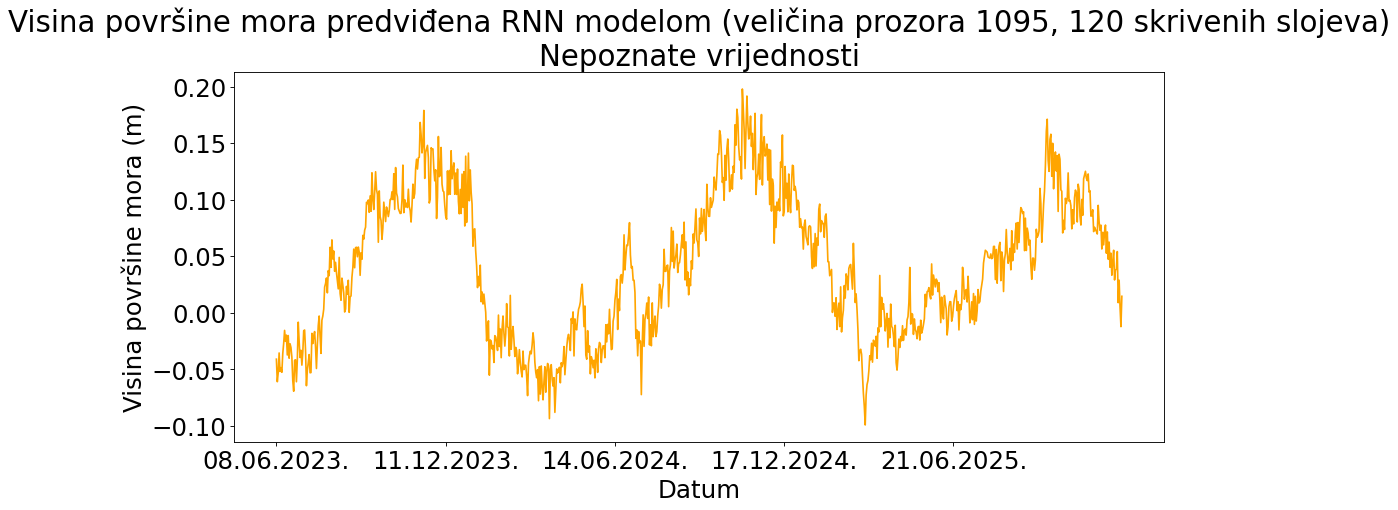 Visina površine mora predviđena RNN modelom (veličina prozora 1095, 120 skrivenih slojeva)
Nepoznate vrijednosti
Visina površine mora (m)
0.20
0.15
0.10
0.05
0.00
−0.05
−0.10
08.06.2023. 11.12.2023. 14.06.2024. 17.12.2024. 21.06.2025.
Datum